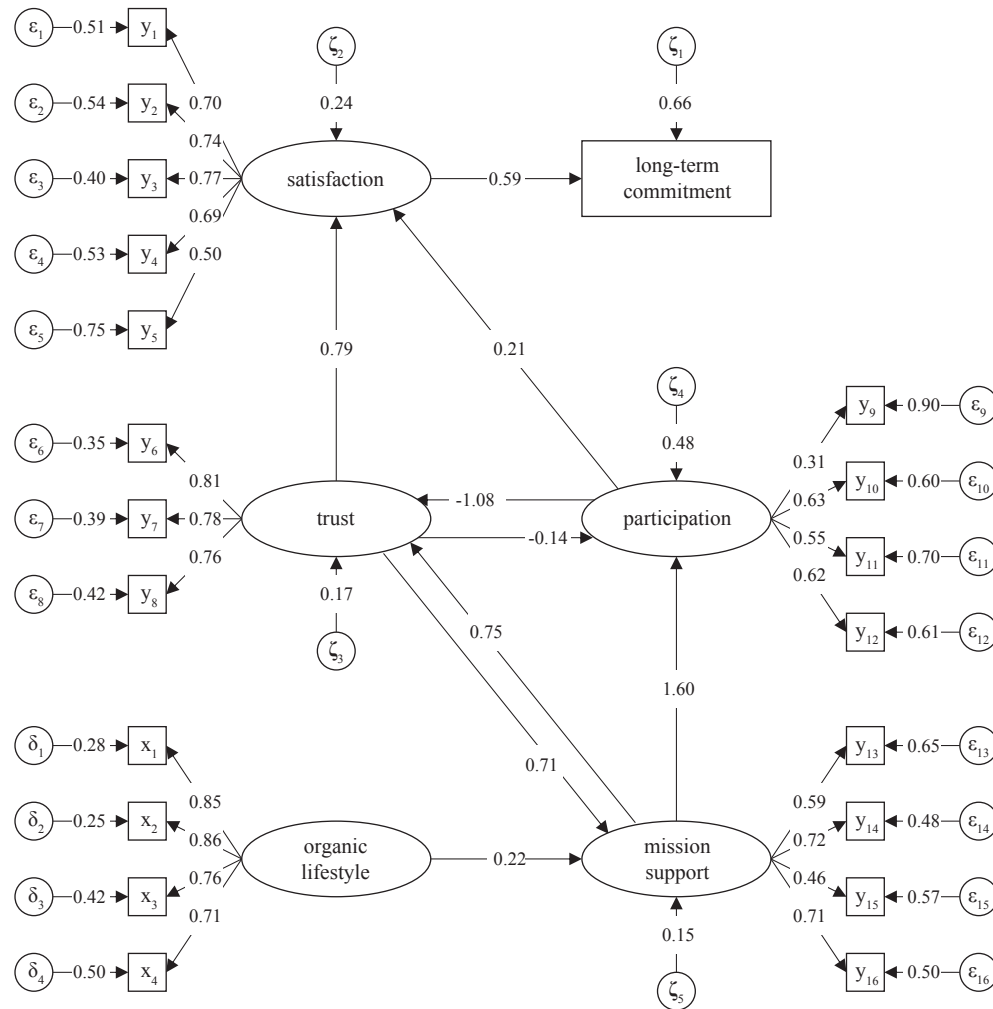 ε1 0.51 y1
ζ2 ζ1
ε2 0.54 y2 0.70 0.24 0.66
0.74
ε3 0.40 y3 0.77 satisfaction 0.59 long-term
commitment
0.69
ε4 0.53 y4 0.50
ε5 0.75 y5
0.79 0.21
ζ4
y9 0.90 ε9
ε6 0.35 y6 0.48
0.31
0.81 y10 0.60 ε10
-1.08 0.63
ε7 0.39 y7 0.78 trust participation
-0.14 0.55
0.76 y11 0.70 ε11
0.62
ε8 0.42 y8 0.17
y12 0.61 ε12
ζ3 0.75
1.60
ε13
δ1 0.28 x1 y13 0.65
0.71
0.85 0.59
δ2 0.25 x2 y14 0.48 ε14
0.86 organic mission 0.72
lifestyle 0.22 support
0.76 0.46
δ3 0.42 x3 y15 0.57 ε15
0.71 0.71
0.15
δ4 0.50 x4 y16 0.50 ε16
ζ5